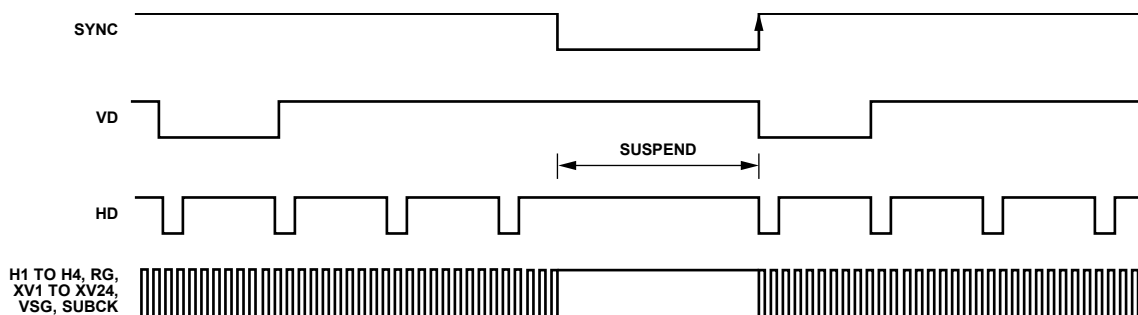 SYNC
VD
SUSPEND
HD
H1 TO H4, RG,
XV1 TO XV24,
VSG, SUBCK